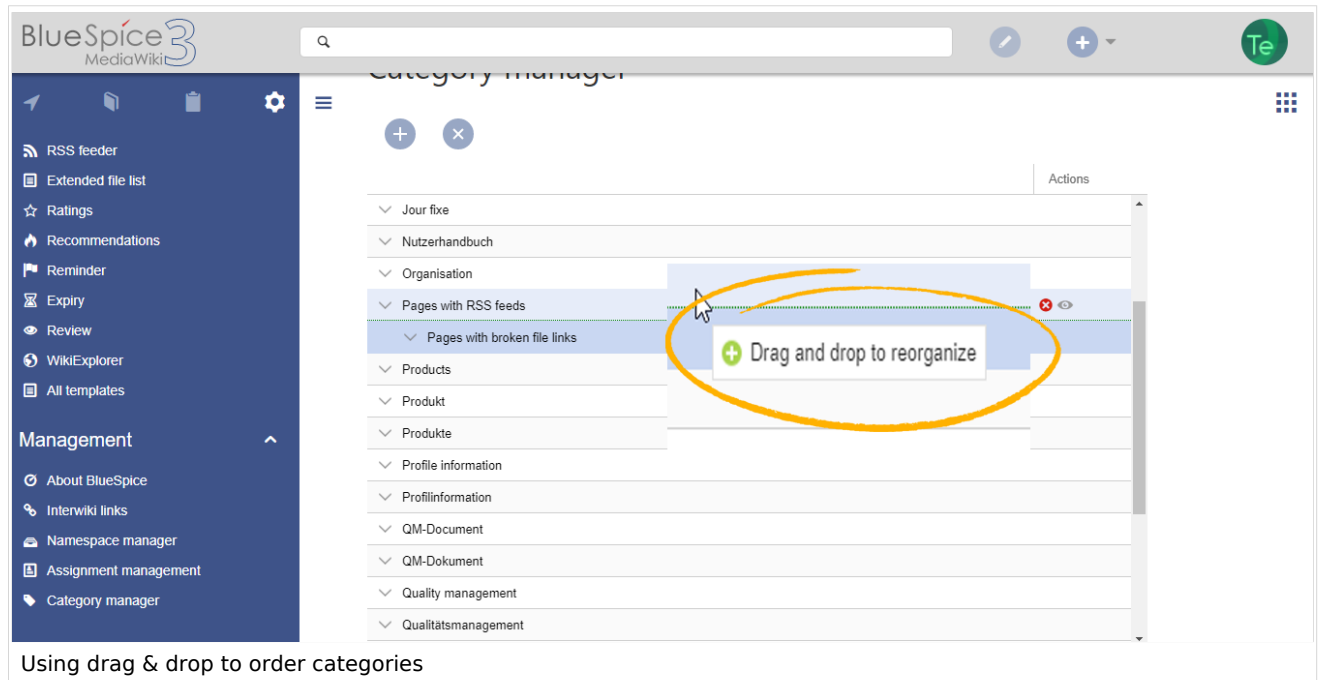 BlueSpice 3
MediaWiki
Te
Category manager
RSS feeder
Extended file list
Ratings
Recommendations
Reminder
Expiry
Review
WikiExplorer
All templates
Management
About BlueSpice
Interwiki links
Namespace manager
Assignment management
Category manager
Actions
Jour fixe
Nutzerhandbuch
Organisation
Pages with RSS feeds
Pages with broken file links
Products
Produkt
Produkte
Profile information
Profilinformation
QM-Document
QM-Dokument
Quality management
Qualitätsmanagement
Drag and drop to reorganize
Using drag & drop to order categories